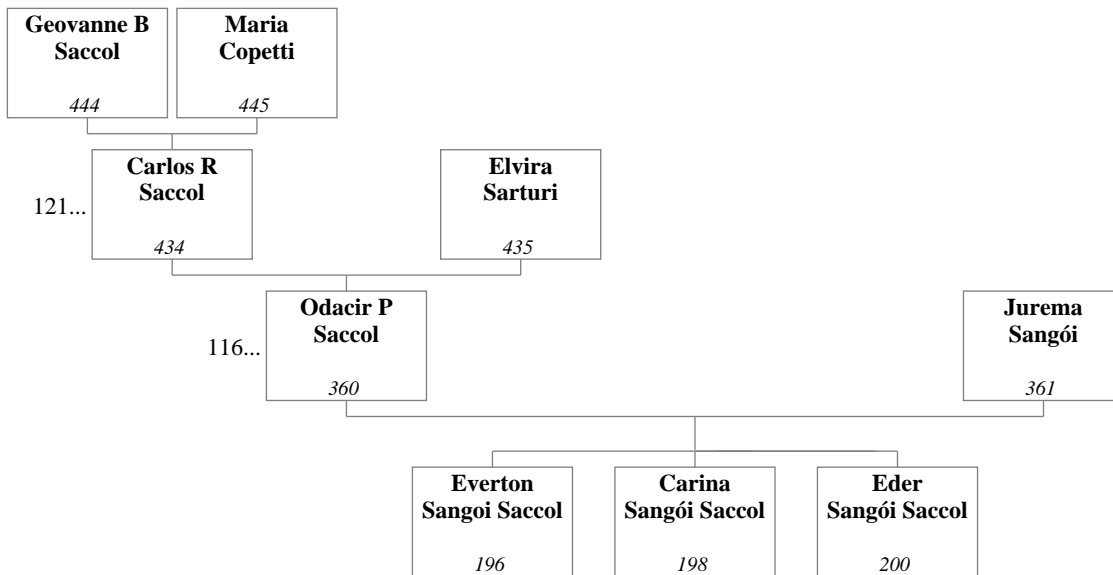 Geovanne B
Saccol
444
Maria
Copetti
445
121...
Carlos R
Saccol
434
Elvira
Sarturi
435
116...
Odacir P
Saccol
360
Jurema
Sangói
361
Everton
Sangoi Saccol
196
Carina
Sangói Saccol
198
Eder
Sangói Saccol
200